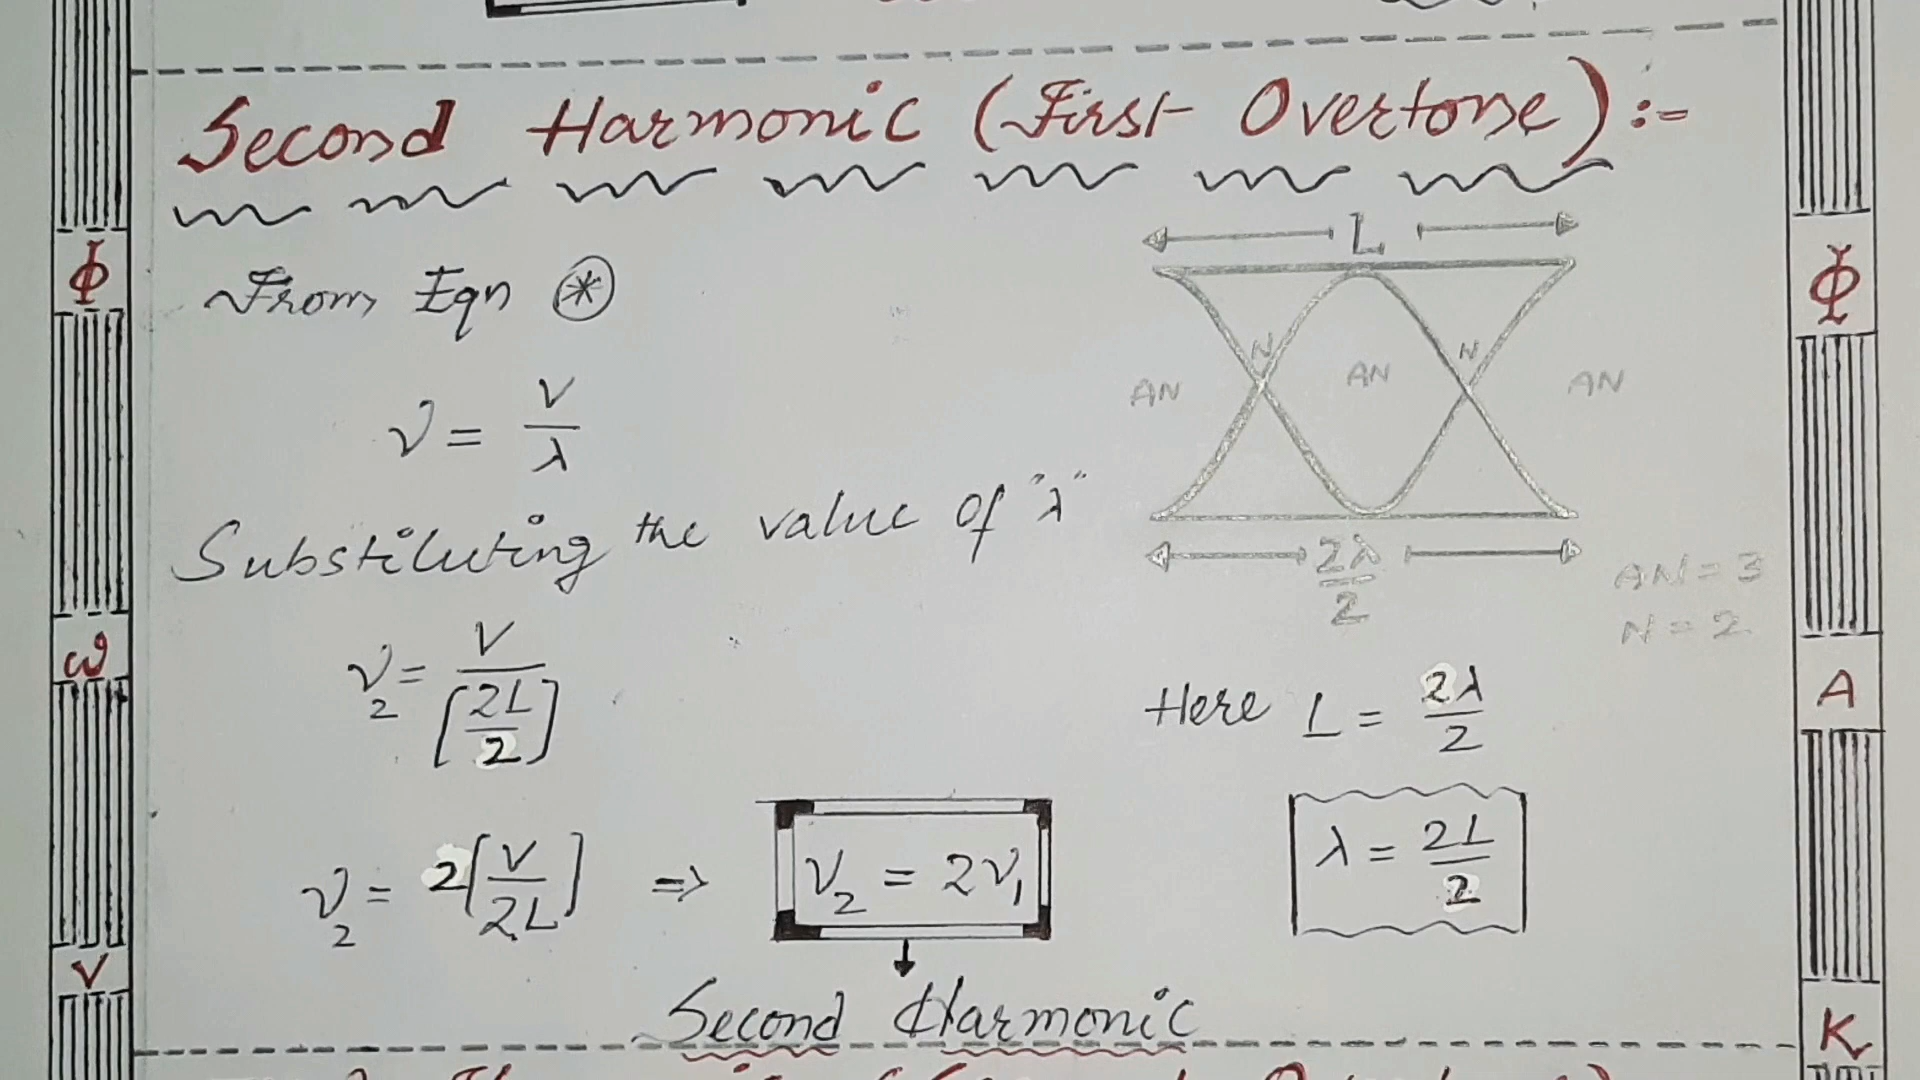 Second Harmonic (First Overtone) :-
From Eqn ⊛
ν = V/λ
Substituting the value of "λ"
ν₂ = V/[2L/2]
ν₂ = 2[V/2L] => ν₂ = 2ν₁
Second Harmonic
L
N N
AN AN AN
2λ/2
AN = 3
N = 2
Here L = 2λ/2
λ = 2L/2
Φ
ω
V
Φ
A
K